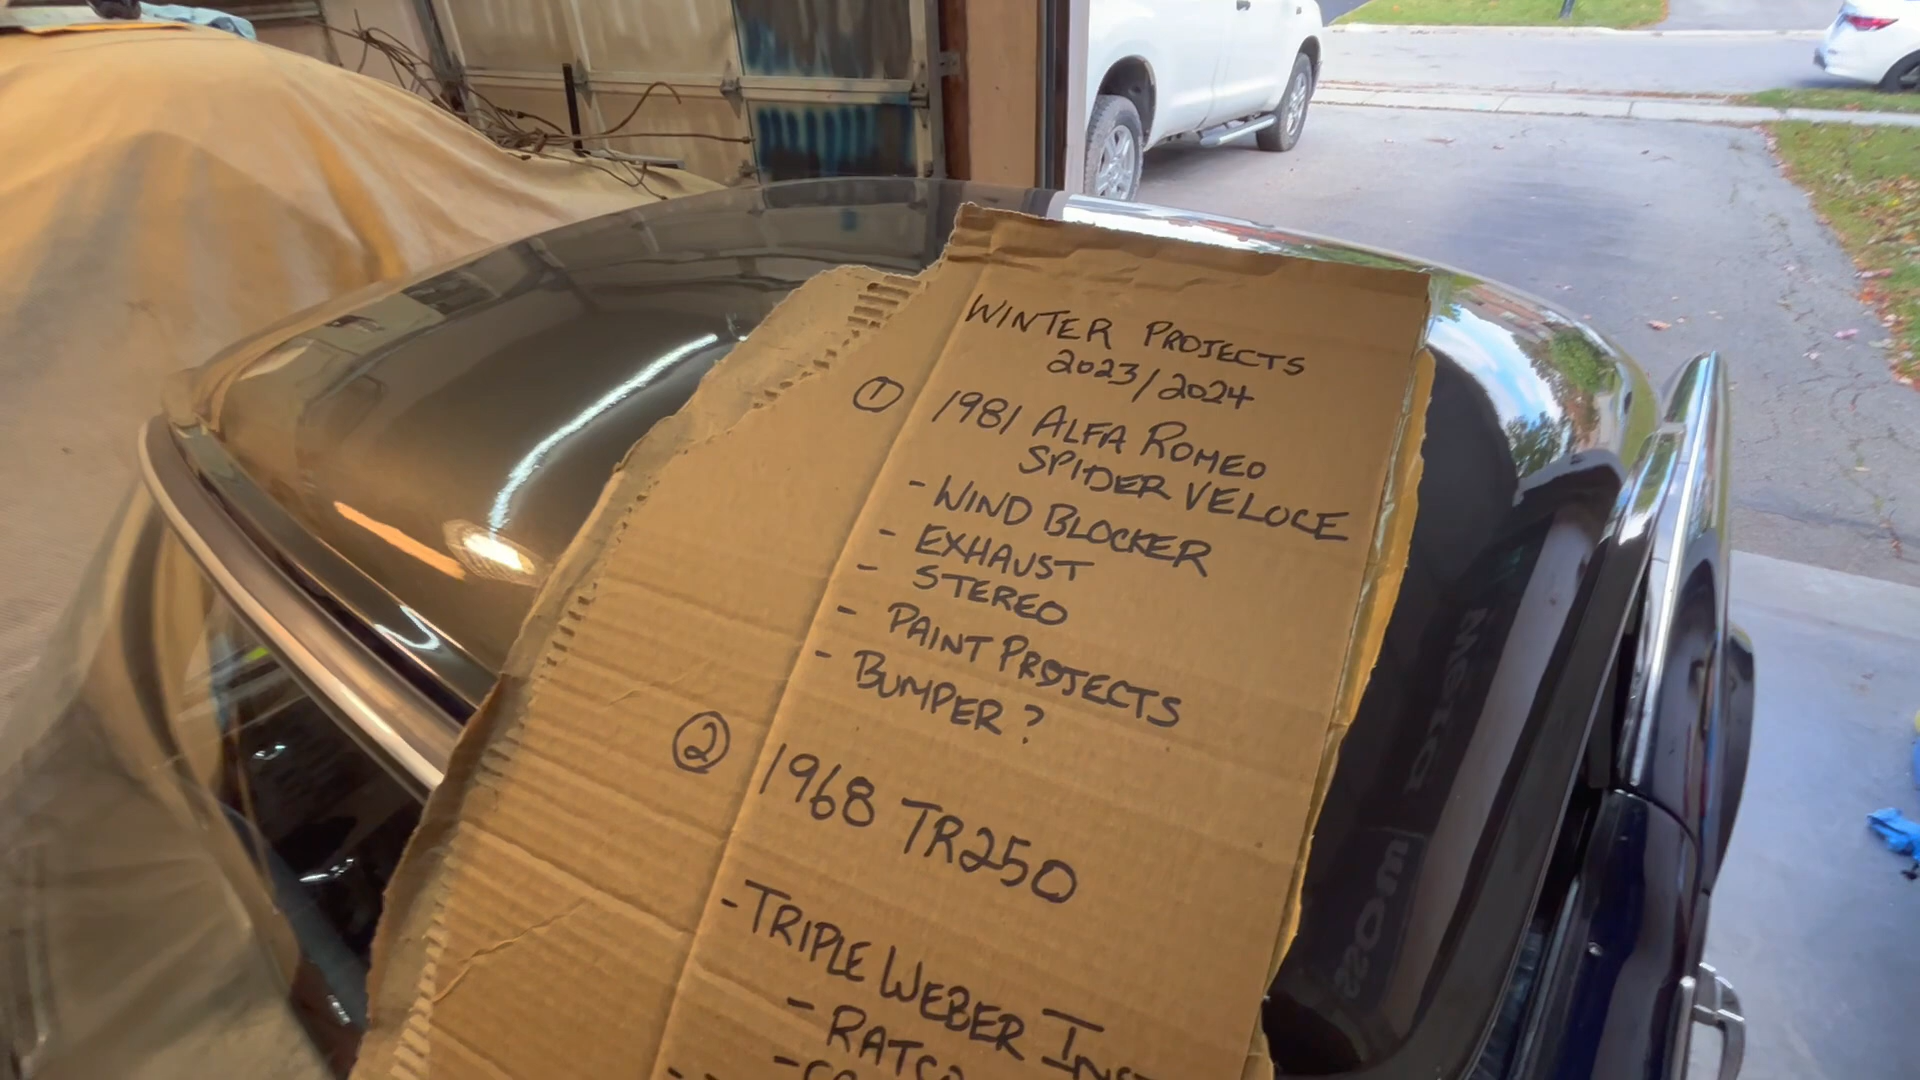 WINTER PROJECTS
2023/2024
① 1981 ALFA ROMEO
SPIDER VELOCE
- WIND BLOCKER
- EXHAUST
- STEREO
- PAINT PROJECTS
- BUMPER?
② 1968 TR250
- TRIPLE WEBER